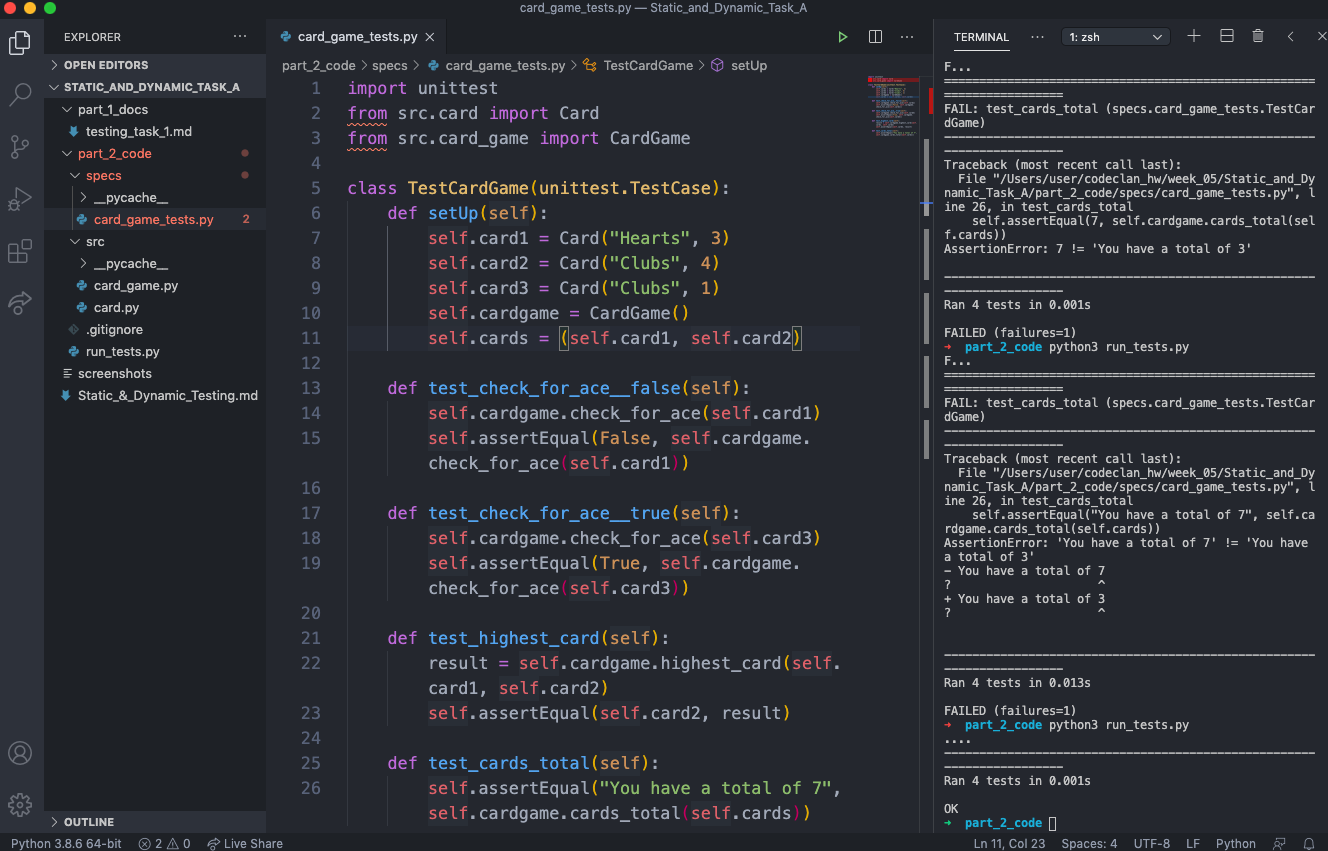 card_game_tests.py — Static_and_Dynamic_Task_A
EXPLORER
OPEN EDITORS
STATIC_AND_DYNAMIC_TASK_A
part_1_docs
testing_task_1.md
part_2_code
specs
__pycache__
card_game_tests.py 2
src
__pycache__
card_game.py
card.py
.gitignore
run_tests.py
screenshots
Static_&_Dynamic_Testing.md
OUTLINE
card_game_tests.py
part_2_code > specs > card_game_tests.py > TestCardGame > setUp
1 import unittest
2 from src.card import Card
3 from src.card_game import CardGame
4
5 class TestCardGame(unittest.TestCase):
6 def setUp(self):
7 self.card1 = Card("Hearts", 3)
8 self.card2 = Card("Clubs", 4)
9 self.card3 = Card("Clubs", 1)
10 self.cardgame = CardGame()
11 self.cards = (self.card1, self.card2)
12
13 def test_check_for_ace__false(self):
14 self.cardgame.check_for_ace(self.card1)
15 self.assertEqual(False, self.cardgame.
check_for_ace(self.card1))
16
17 def test_check_for_ace__true(self):
18 self.cardgame.check_for_ace(self.card3)
19 self.assertEqual(True, self.cardgame.
check_for_ace(self.card3))
20
21 def test_highest_card(self):
22 result = self.cardgame.highest_card(self.
card1, self.card2)
23 self.assertEqual(self.card2, result)
24
25 def test_cards_total(self):
26 self.assertEqual("You have a total of 7",
self.cardgame.cards_total(self.cards))
TERMINAL
1: zsh
F...
=====================================================
=================
FAIL: test_cards_total (specs.card_game_tests.TestCar
dGame)
-----------------------------------------------------
-----------------
Traceback (most recent call last):
File "/Users/user/codeclan_hw/week_05/Static_and_Dy
namic_Task_A/part_2_code/specs/card_game_tests.py", l
ine 26, in test_cards_total
self.assertEqual(7, self.cardgame.cards_total(sel
f.cards))
AssertionError: 7 != 'You have a total of 3'
-----------------------------------------------------
-----------------
Ran 4 tests in 0.001s
FAILED (failures=1)
➜ part_2_code python3 run_tests.py
F...
=====================================================
=================
FAIL: test_cards_total (specs.card_game_tests.TestCar
dGame)
-----------------------------------------------------
-----------------
Traceback (most recent call last):
File "/Users/user/codeclan_hw/week_05/Static_and_Dy
namic_Task_A/part_2_code/specs/card_game_tests.py", l
ine 26, in test_cards_total
self.assertEqual("You have a total of 7", self.ca
rdgame.cards_total(self.cards))
AssertionError: 'You have a total of 7' != 'You have
a total of 3'
- You have a total of 7
? ^
+ You have a total of 3
? ^
-----------------------------------------------------
-----------------
Ran 4 tests in 0.013s
FAILED (failures=1)
➜ part_2_code python3 run_tests.py
....
-----------------------------------------------------
-----------------
Ran 4 tests in 0.001s
OK
➜ part_2_code
Python 3.8.6 64-bit 2 0 Live Share Ln 11, Col 23 Spaces: 4 UTF-8 LF Python